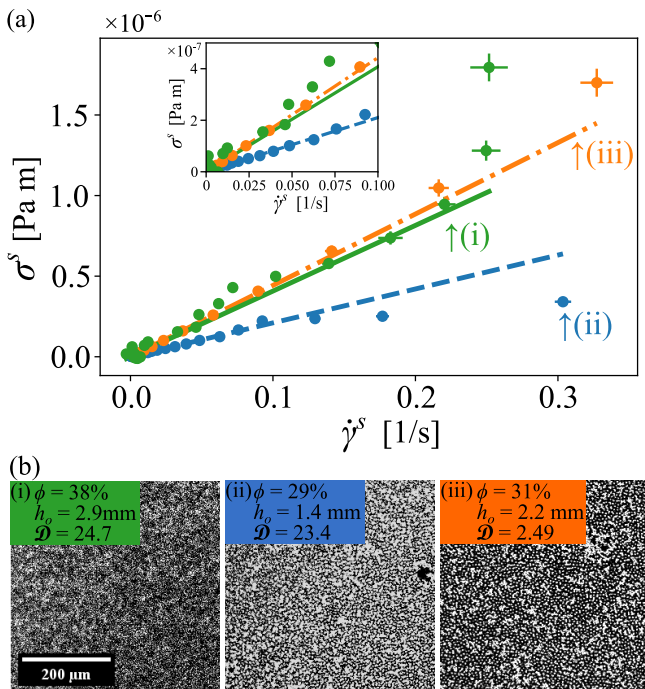 (a)
×10⁻⁶
σˢ [Pa m]
1.5
1.0
0.5
0.0
0.0
0.1
0.2
0.3
γ̇ˢ [1/s]
×10⁻⁷
σˢ [Pa m]
4
2
0
0
0.025
0.050
0.075
0.100
γ̇ˢ [1/s]
↑(iii)
↑(i)
↑(ii)
(b)
(i) ϕ = 38%
hₒ = 2.9mm
𝓓 = 24.7
200 μm
(ii) ϕ = 29%
hₒ = 1.4 mm
𝓓 = 23.4
(iii) ϕ = 31%
hₒ = 2.2 mm
𝓓 = 2.49